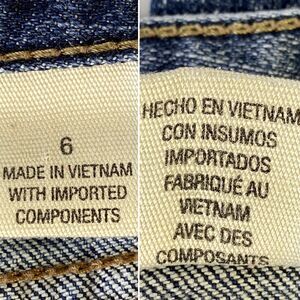 6
MADE IN VIETNAM
WITH IMPORTED
COMPONENTS
HECHO EN VIETNAM
CON INSUMOS
IMPORTADOS
FABRIQUÉ AU
VIETNAM
AVEC DES
COMPOSANTS